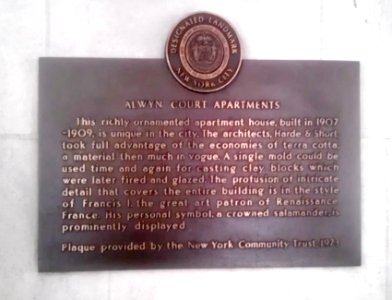 DESIGNATED LANDMARK
NEW YORK CITY
ALWYN COURT APARTMENTS
This richly ornamented apartment house, built in 1907
-1909, is unique in the city. The architects, Harde & Short,
took full advantage of the economies of terra cotta,
a material then much in vogue. A single mold could be
used time and again for casting clay blocks which
were later fired and glazed. The profusion of intricate
detail that covers the entire building is in the style
of Francis I, the great art patron of Renaissance
France. His personal symbol, a crowned salamander, is
prominently displayed
Plaque provided by the New York Community Trust,